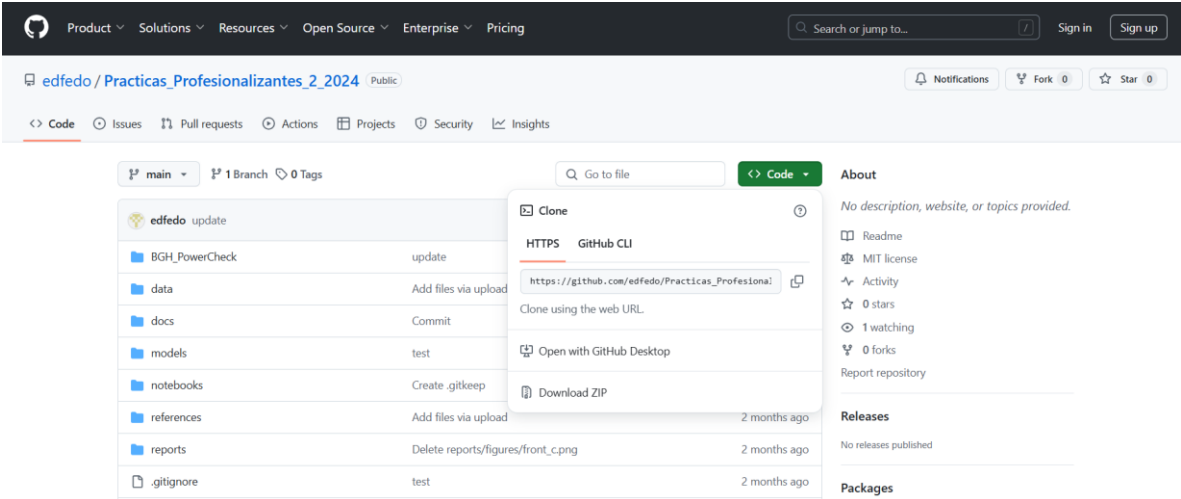 Product Solutions Resources Open Source Enterprise Pricing Search or jump to... / Sign in Sign up
edfedo / Practicas_Profesionalizantes_2_2024 Public Notifications Fork 0 Star 0
Code Issues Pull requests Actions Projects Security Insights
main 1 Branch 0 Tags Go to file Code
edfedo update
BGH_PowerCheck update
data Add files via upload
docs Commit
models test
notebooks Create .gitkeep
references Add files via upload 2 months ago
reports Delete reports/figures/front_c.png 2 months ago
.gitignore test 2 months ago
Clone
HTTPS GitHub CLI
https://github.com/edfedo/Practicas_Profesional
Clone using the web URL.
Open with GitHub Desktop
Download ZIP
About
No description, website, or topics provided.
Readme
MIT license
Activity
0 stars
1 watching
0 forks
Report repository
Releases
No releases published
Packages